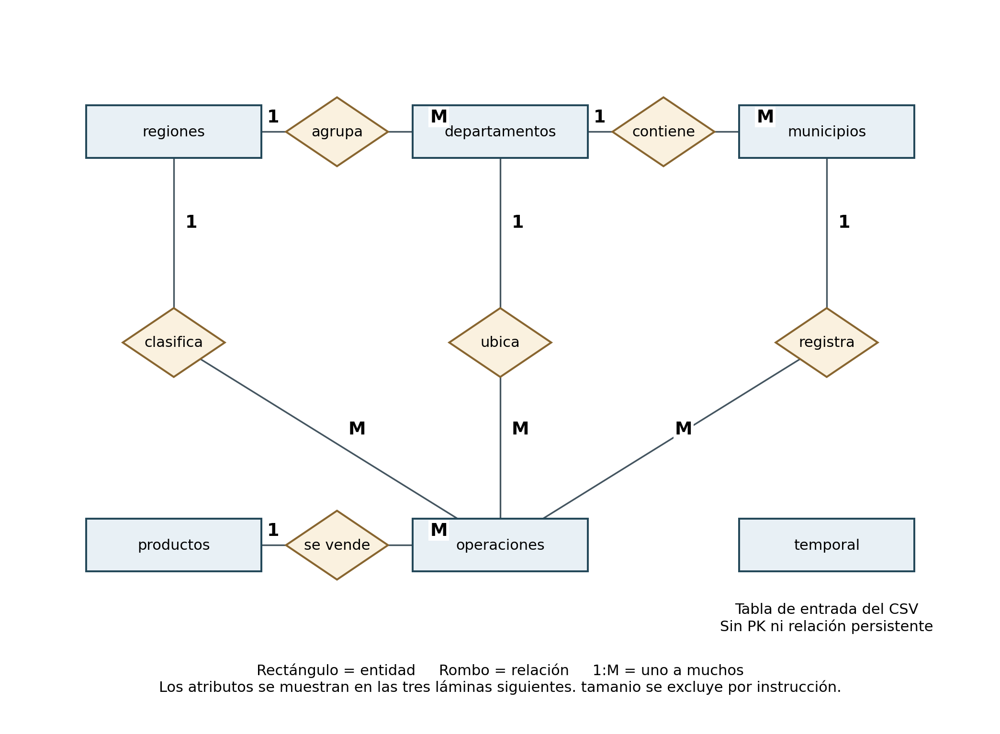 regiones
1
agrupa
M
departamentos
1
contiene
M
municipios
1
1
1
clasifica
ubica
registra
M
M
M
productos
1
se vende
M
operaciones
temporal
Tabla de entrada del CSV
Sin PK ni relación persistente
Rectángulo = entidad     Rombo = relación     1:M = uno a muchos
Los atributos se muestran en las tres láminas siguientes. tamanio se excluye por instrucción.